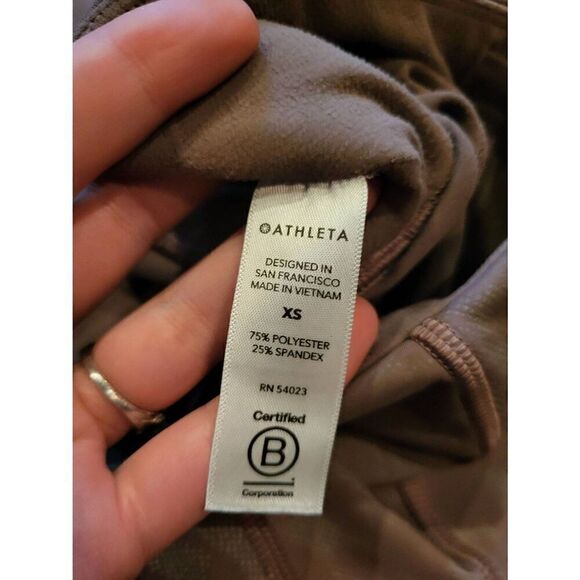 ATHLETA
DESIGNED IN
SAN FRANCISCO
MADE IN VIETNAM
XS
75% POLYESTER
25% SPANDEX
RN 54023
Certified
B
Corporation